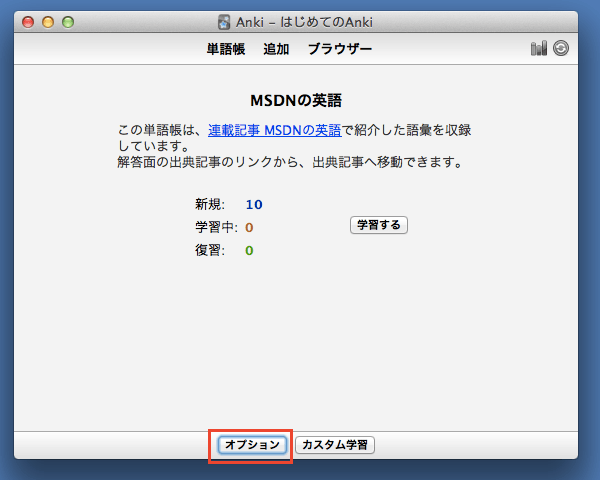 Anki - はじめてのAnki
単語帳 追加 ブラウザー
MSDNの英語
この単語帳は、連載記事 MSDNの英語で紹介した語彙を収録
しています。
解答面の出典記事のリンクから、出典記事へ移動できます。
新規: 10
学習中: 0
学習する
復習: 0
オプション カスタム学習